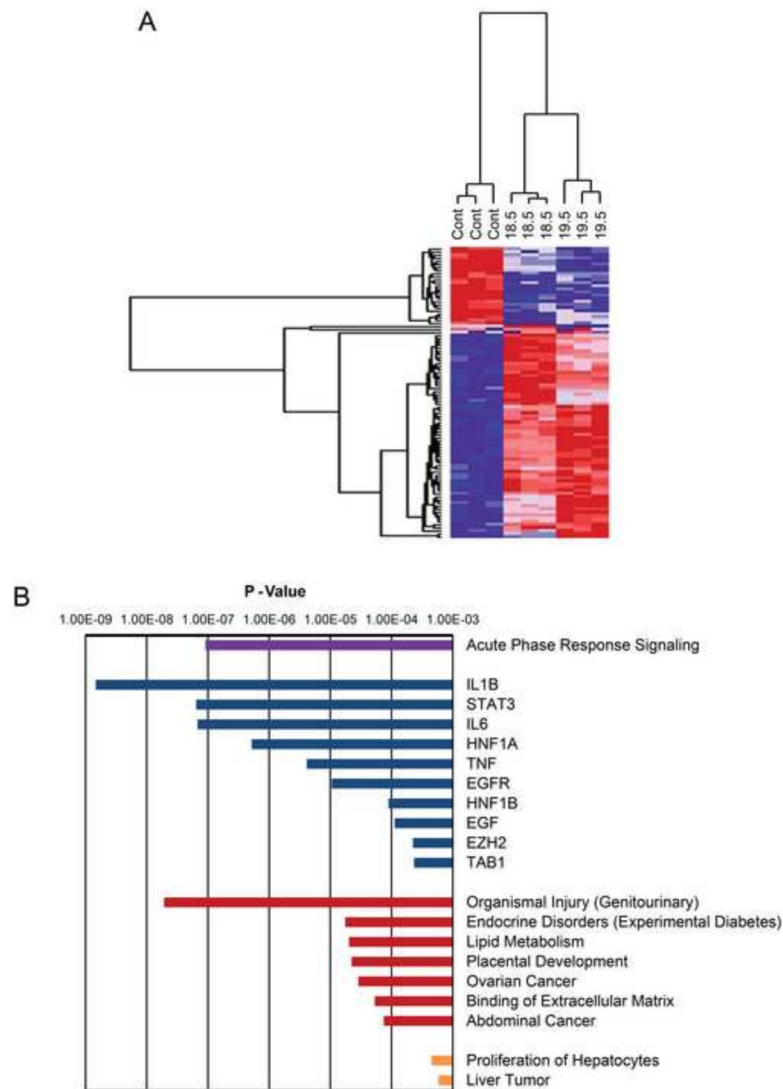 A
Cont
Cont
Cont
18.5
18.5
18.5
19.5
19.5
19.5
B
P-Value
1.00E-09 1.00E-08 1.00E-07 1.00E-06 1.00E-05 1.00E-04 1.00E-03
Acute Phase Response Signaling
IL1B
STAT3
IL6
HNF1A
TNF
EGFR
HNF1B
EGF
EZH2
TAB1
Organismal Injury (Genitourinary)
Endocrine Disorders (Experimental Diabetes)
Lipid Metabolism
Placental Development
Ovarian Cancer
Binding of Extracellular Matrix
Abdominal Cancer
Proliferation of Hepatocytes
Liver Tumor